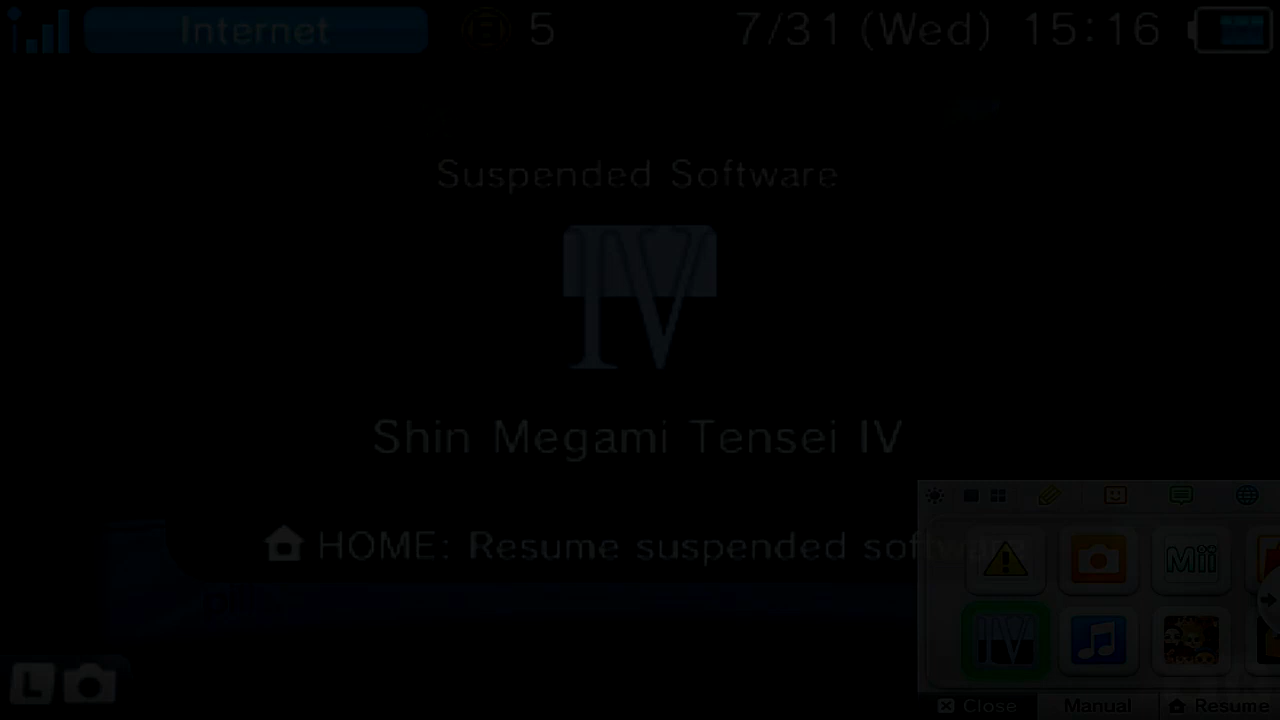 Internet 5 7/31 (Wed) 15:16
Suspended Software
IV
Shin Megami Tensei IV
HOME: Resume suspended software
Mii
IV
L
Close Manual Resume